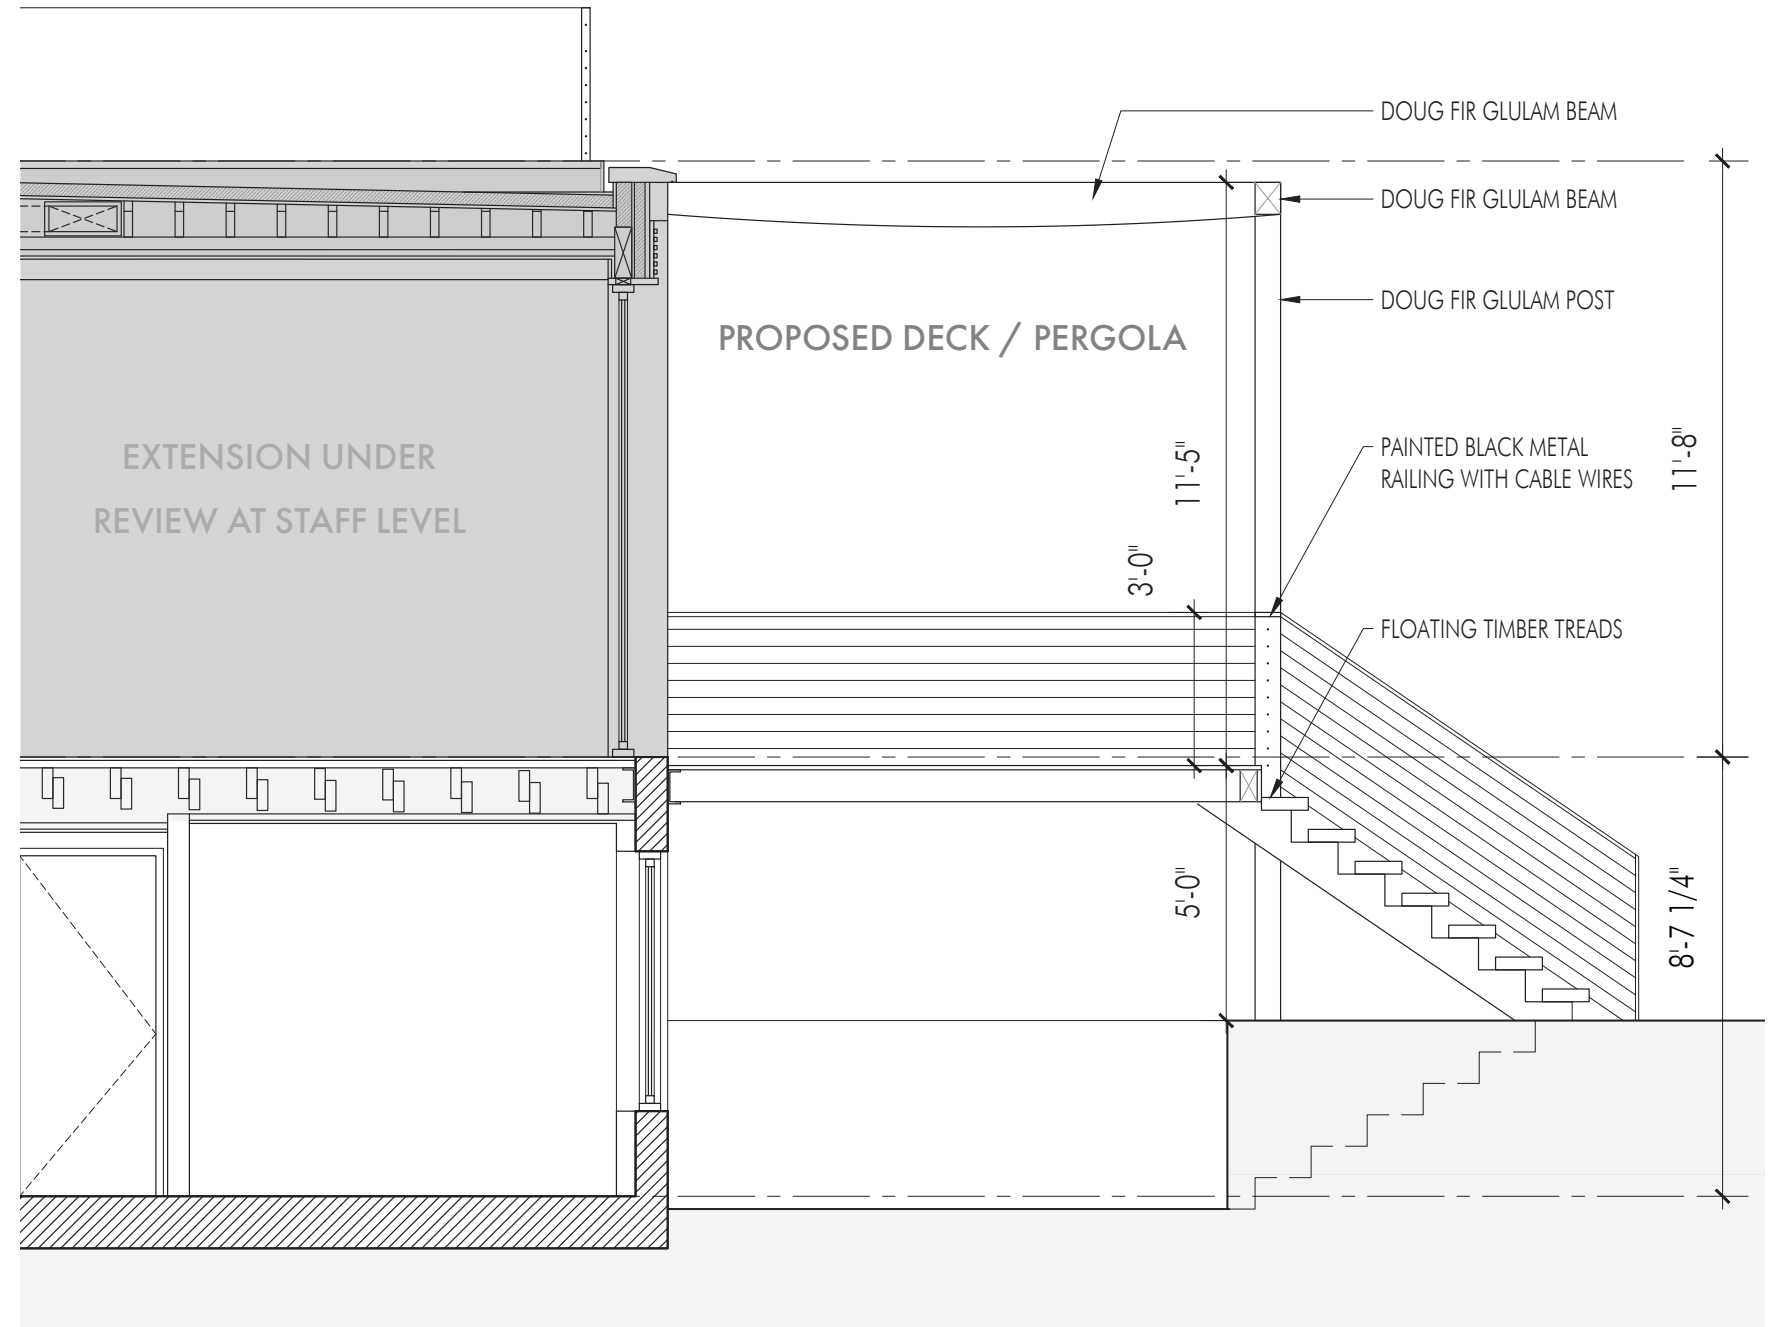 DOUG FIR GLULAM BEAM
DOUG FIR GLULAM BEAM
DOUG FIR GLULAM POST
PROPOSED DECK / PERGOLA
EXTENSION UNDER
REVIEW AT STAFF LEVEL
11'-5"
11'-8"
PAINTED BLACK METAL
RAILING WITH CABLE WIRES
3'-0"
FLOATING TIMBER TREADS
5'-0"
8'-7 1/4"